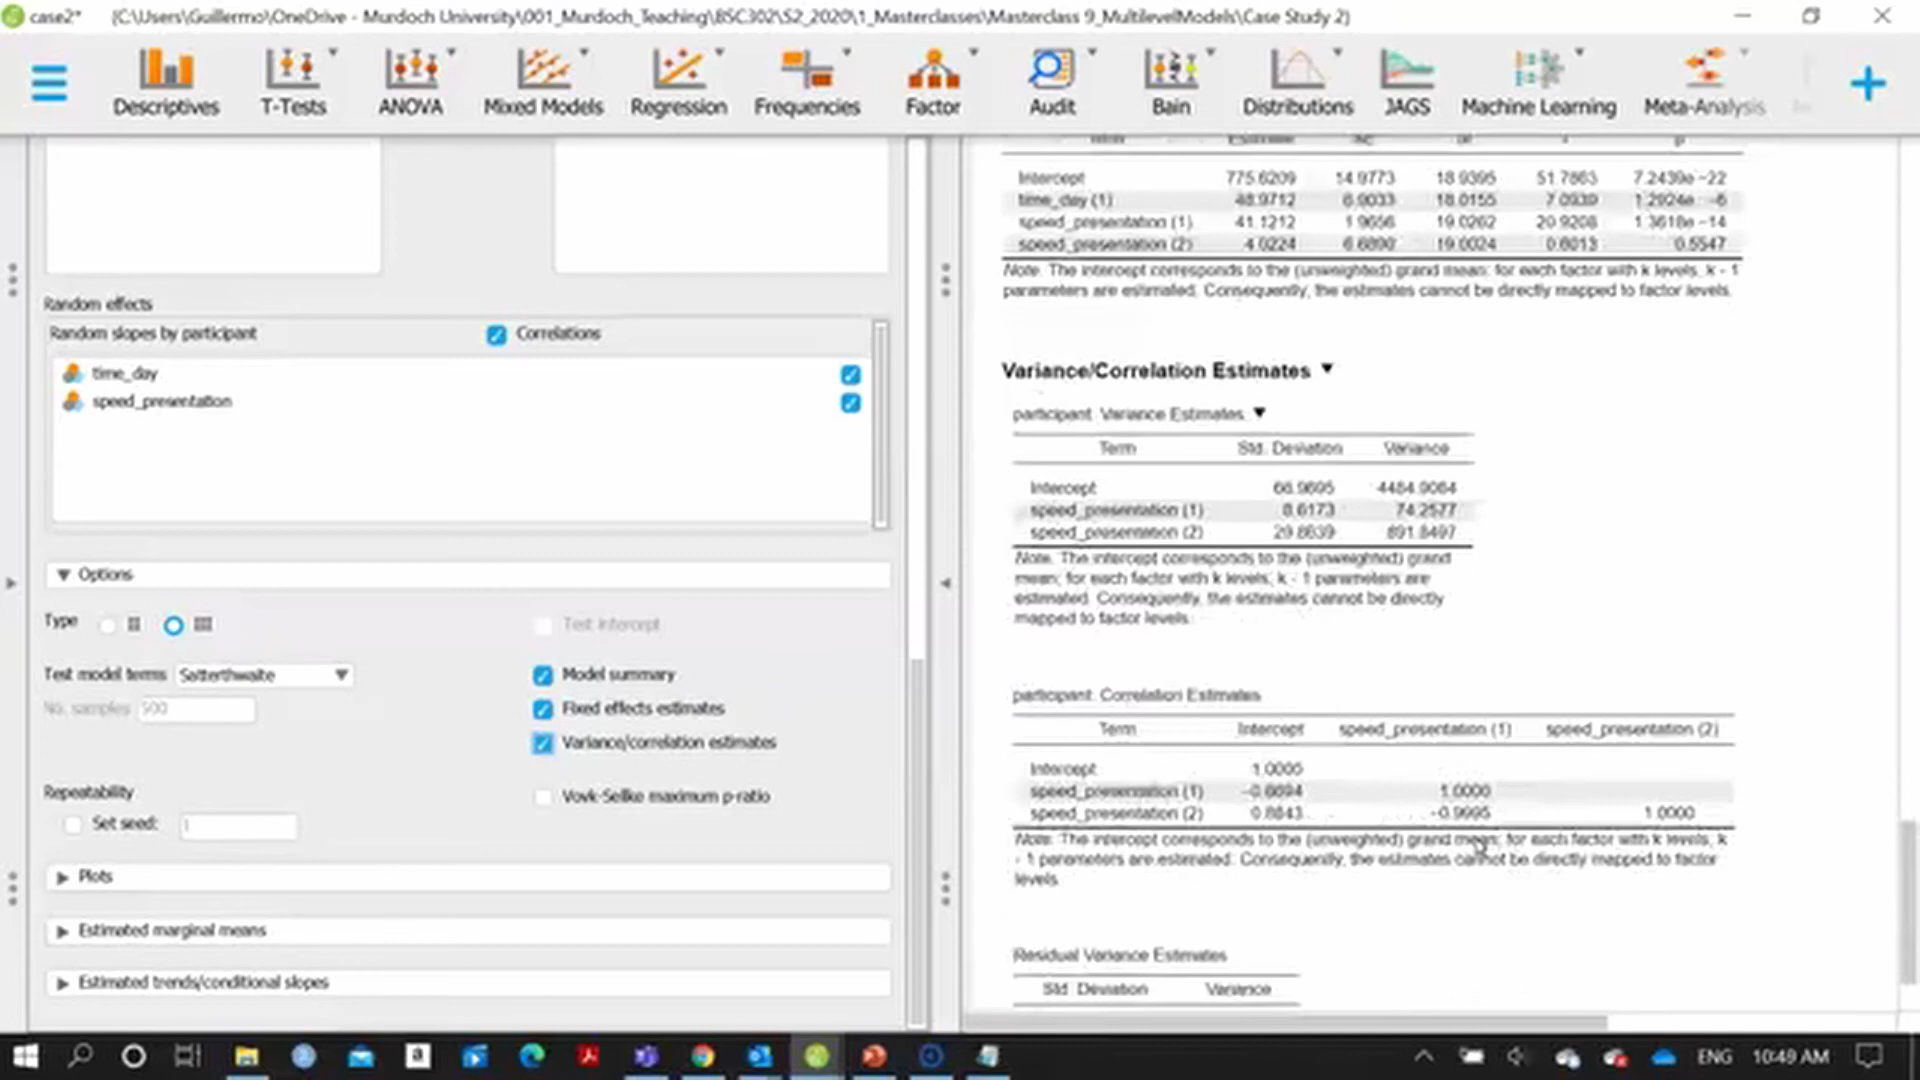 case2* (C:\Users\Guillermo\OneDrive - Murdoch University\001_Murdoch_Teaching\BSC302\S2_2020\1_Masterclasses\Masterclass 9_MultilevelModels\Case Study 2)
Descriptives T-Tests ANOVA Mixed Models Regression Frequencies Factor Audit Bain Distributions JAGS Machine Learning Meta-Analysis
Term Estimate SE df t p
Intercept 775.6209 14.9773 18.9395 51.7863 7.2439e −22
time_day (1) 48.9712 6.9033 18.0155 7.0939 1.2924e −6
speed_presentation (1) 41.1212 1.9656 19.0262 20.9208 1.3618e −14
speed_presentation (2) 4.0224 6.6890 19.0024 0.6013 0.5547
Note. The intercept corresponds to the (unweighted) grand mean; for each factor with k levels, k - 1
parameters are estimated. Consequently, the estimates cannot be directly mapped to factor levels.
Random effects
Random slopes by participant Correlations
time_day
speed_presentation
Variance/Correlation Estimates
participant: Variance Estimates
Term Std. Deviation Variance
Intercept 66.9695 4484.9064
speed_presentation (1) 8.6173 74.2577
speed_presentation (2) 29.8639 891.8497
Note. The intercept corresponds to the (unweighted) grand
mean; for each factor with k levels, k - 1 parameters are
estimated. Consequently, the estimates cannot be directly
mapped to factor levels.
Options
Type II III Test intercept
Test model terms Satterthwaite Model summary
No. samples 500 Fixed effects estimates
Variance/correlation estimates
Repeatability Vovk-Sellke maximum p-ratio
Set seed: 1
Plots
Estimated marginal means
Estimated trends/conditional slopes
participant: Correlation Estimates
Term Intercept speed_presentation (1) speed_presentation (2)
Intercept 1.0000
speed_presentation (1) −0.8694 1.0000
speed_presentation (2) 0.8843 −0.9995 1.0000
Note. The intercept corresponds to the (unweighted) grand mean; for each factor with k levels, k
- 1 parameters are estimated. Consequently, the estimates cannot be directly mapped to factor
levels.
Residual Variance Estimates
Std. Deviation Variance
ENG 10:49 AM